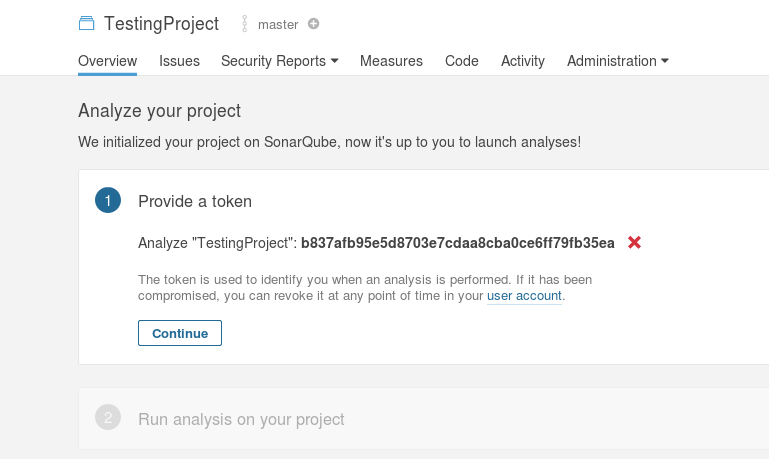 TestingProject master
Overview Issues Security Reports Measures Code Activity Administration
Analyze your project
We initialized your project on SonarQube, now it's up to you to launch analyses!
1 Provide a token
Analyze "TestingProject": b837afb95e5d8703e7cdaa8cba0ce6ff79fb35ea
The token is used to identify you when an analysis is performed. If it has been
compromised, you can revoke it at any point of time in your user account.
Continue
2 Run analysis on your project